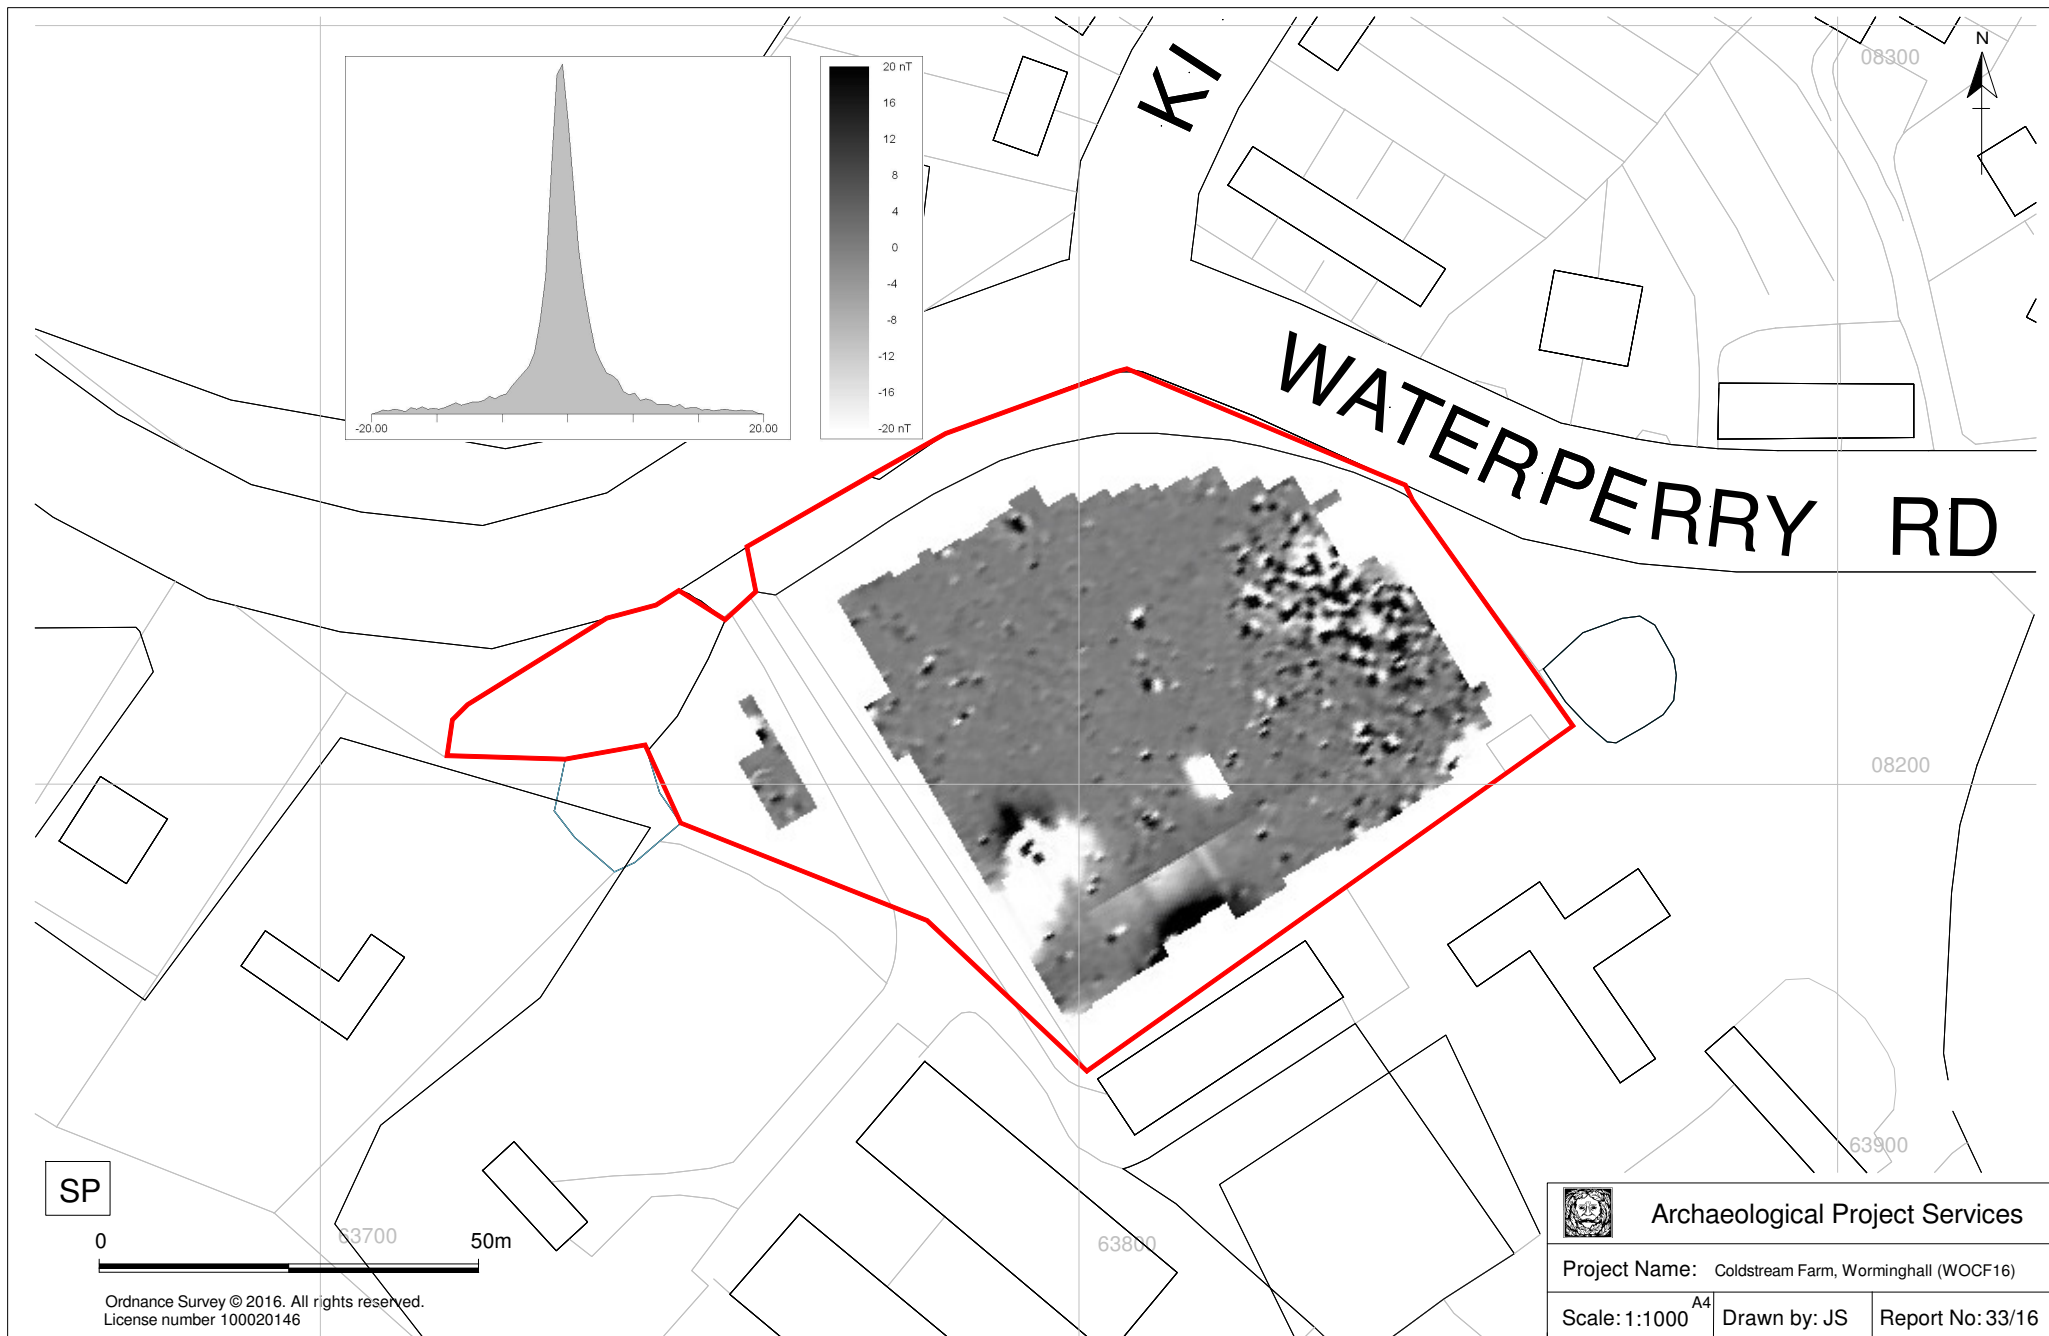 KI
WATERPERRY RD
N
08300
20 nT
16
12
8
4
0
-4
-8
-12
-16
-20 nT
-20.00
20.00
08200
63900
63700
63800
SP
0
50m
Ordnance Survey © 2016. All rights reserved.
License number 100020146
Archaeological Project Services
Project Name: Coldstream Farm, Worminghall (WOCF16)
Scale: 1:1000 A4
Drawn by: JS
Report No: 33/16